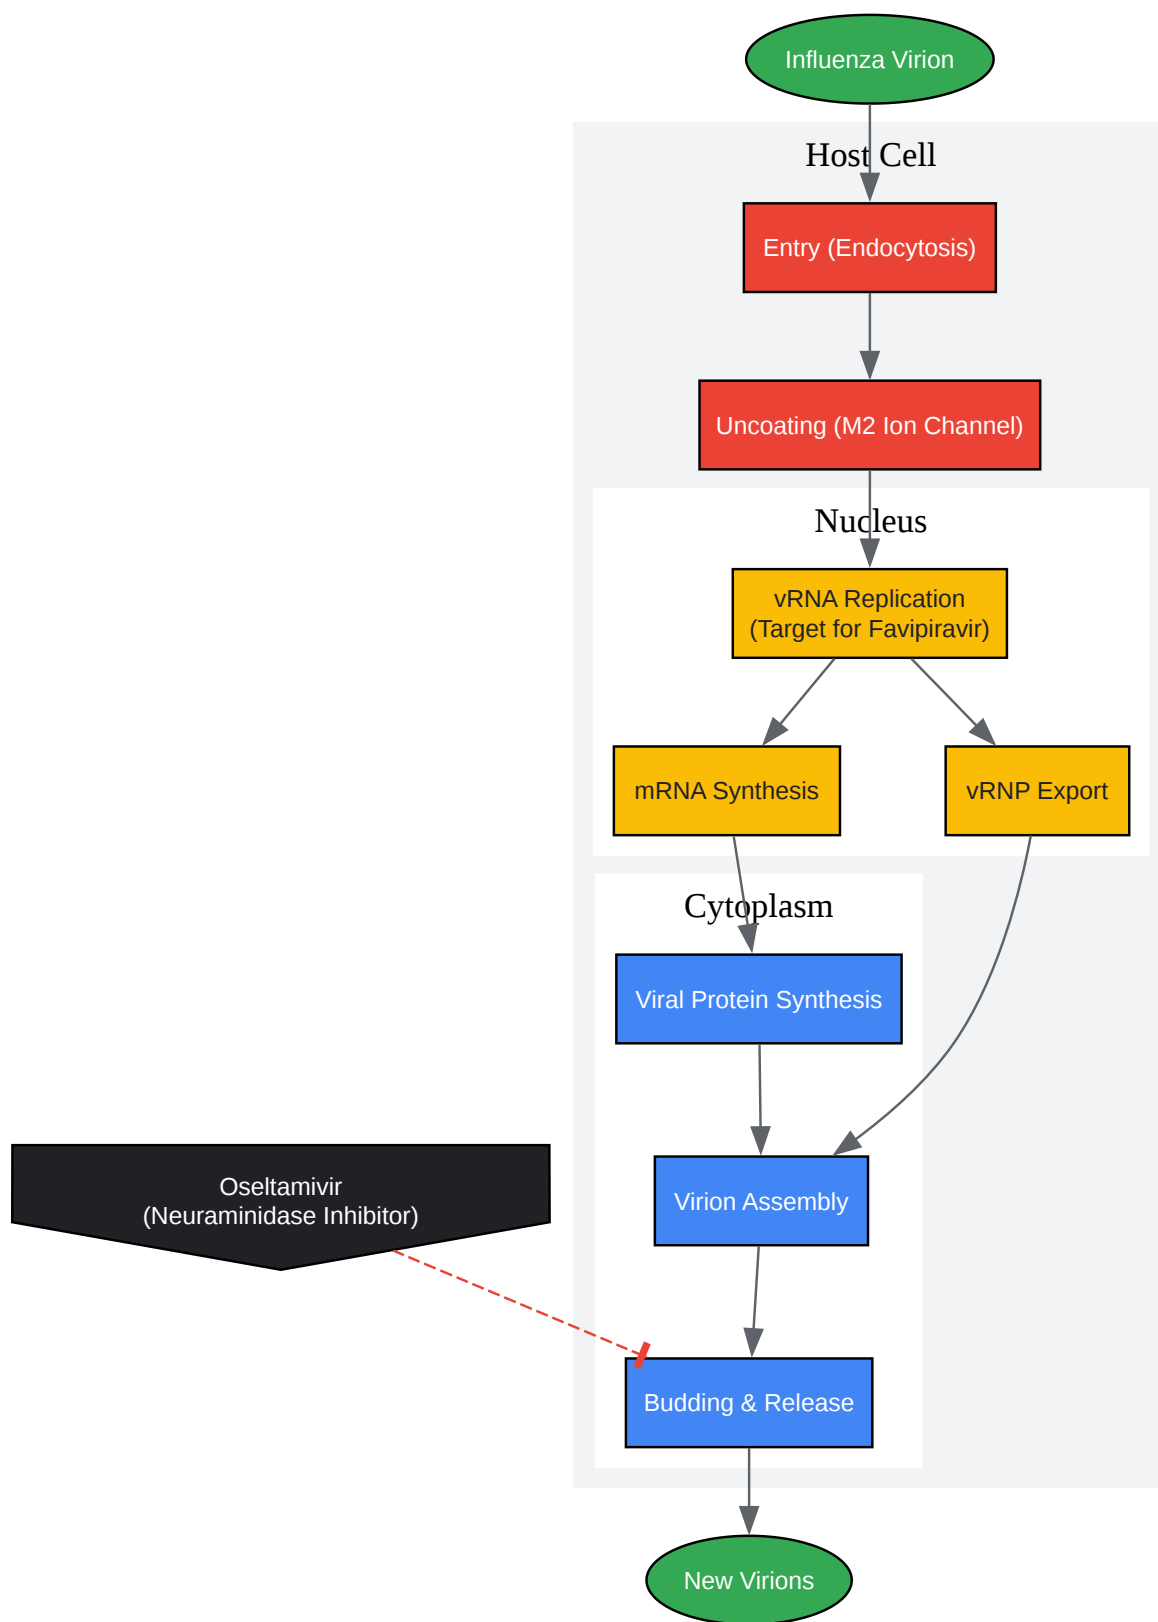 Influenza Virion
Host Cell
Entry (Endocytosis)
Uncoating (M2 Ion Channel)
Nucleus
vRNA Replication
(Target for Favipiravir)
mRNA Synthesis
vRNP Export
Cytoplasm
Viral Protein Synthesis
Oseltamivir
(Neuraminidase Inhibitor)
Virion Assembly
Budding & Release
New Virions